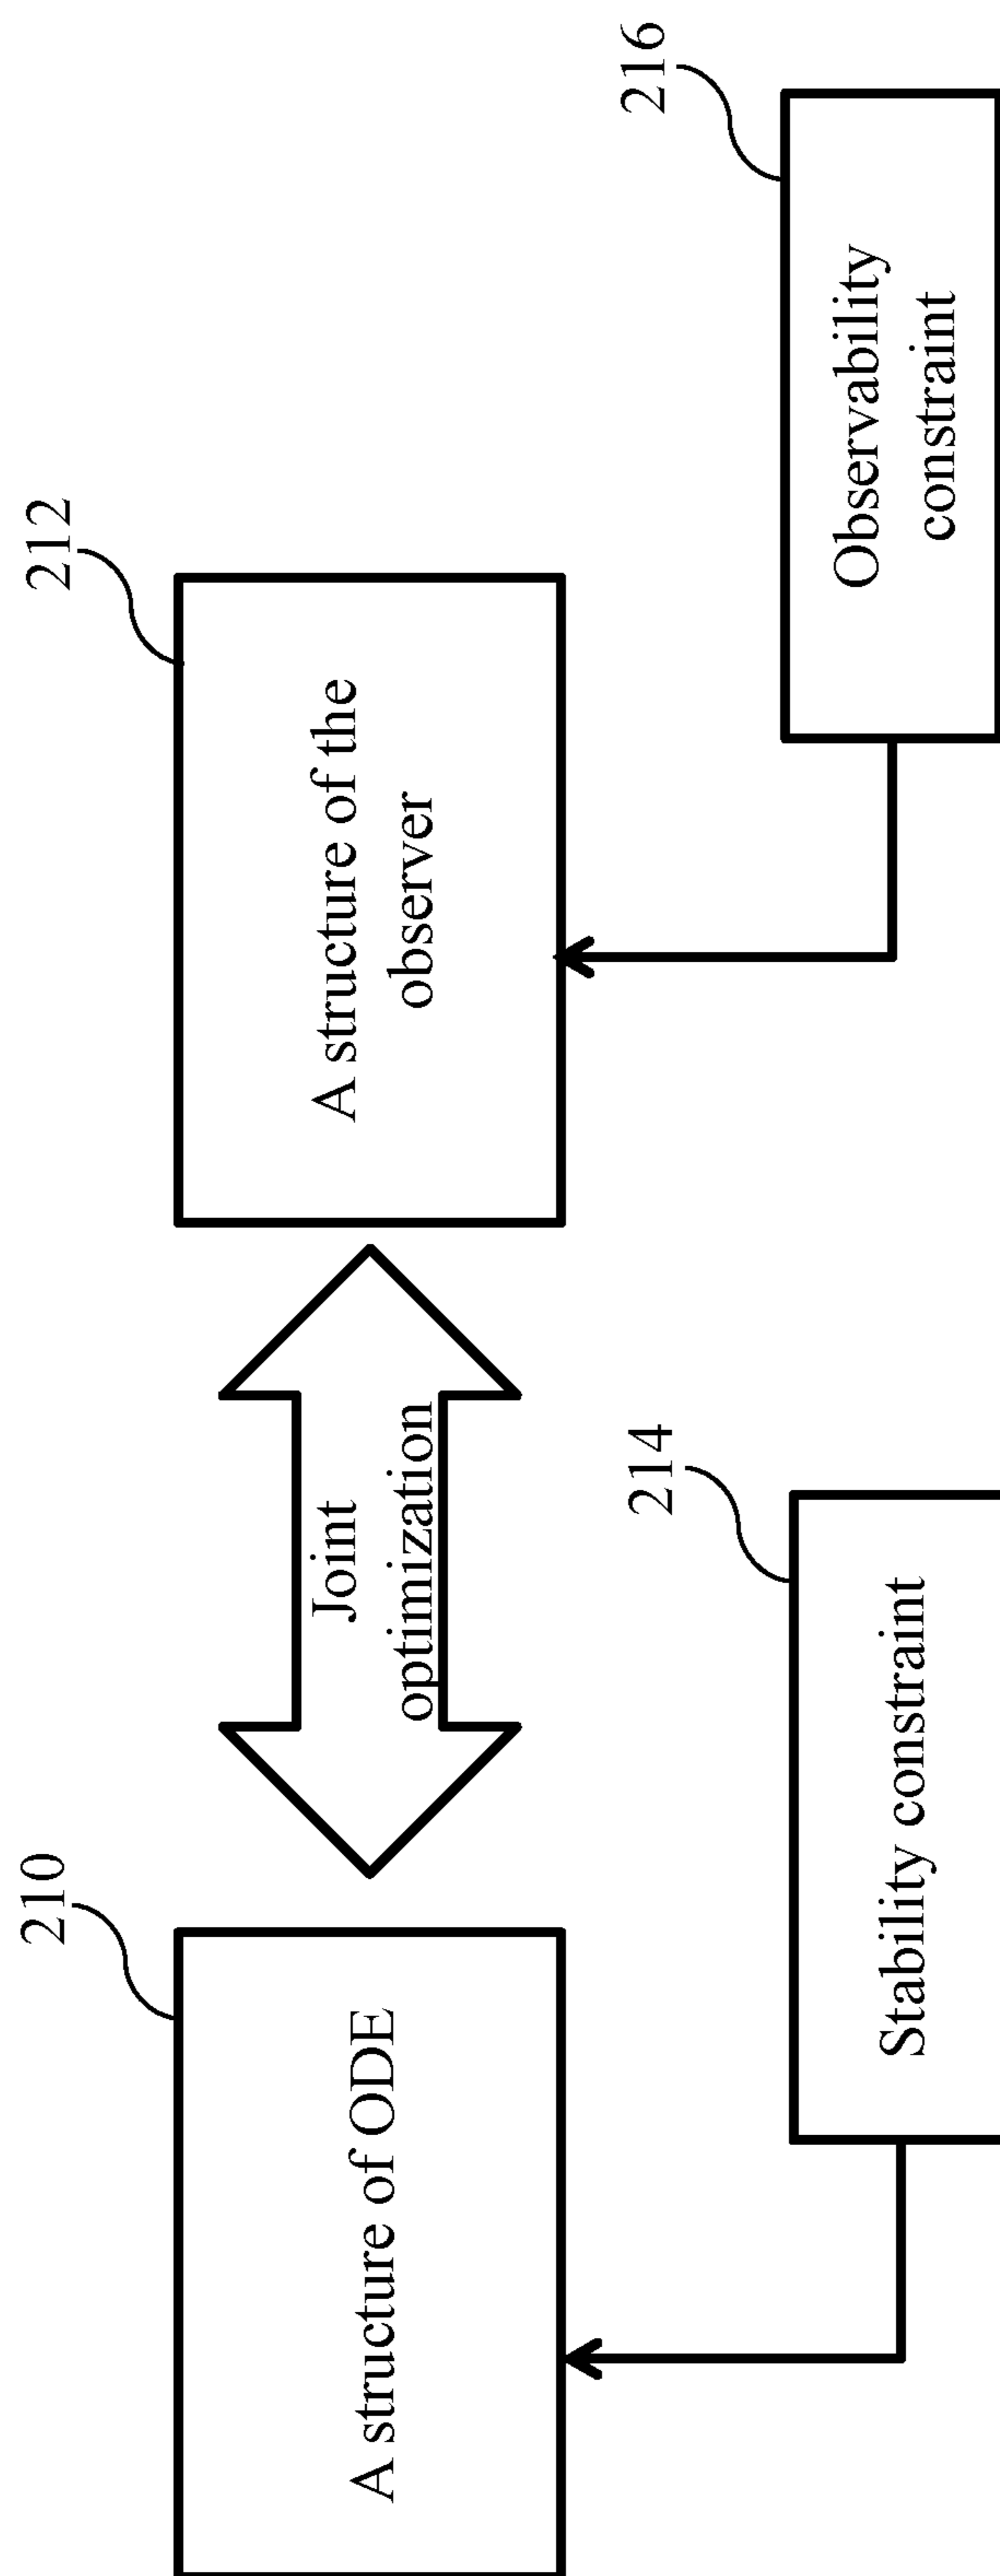 210
A structure of ODE
Joint
optimization
212
A structure of the
observer
214
Stability constraint
216
Observability
constraint